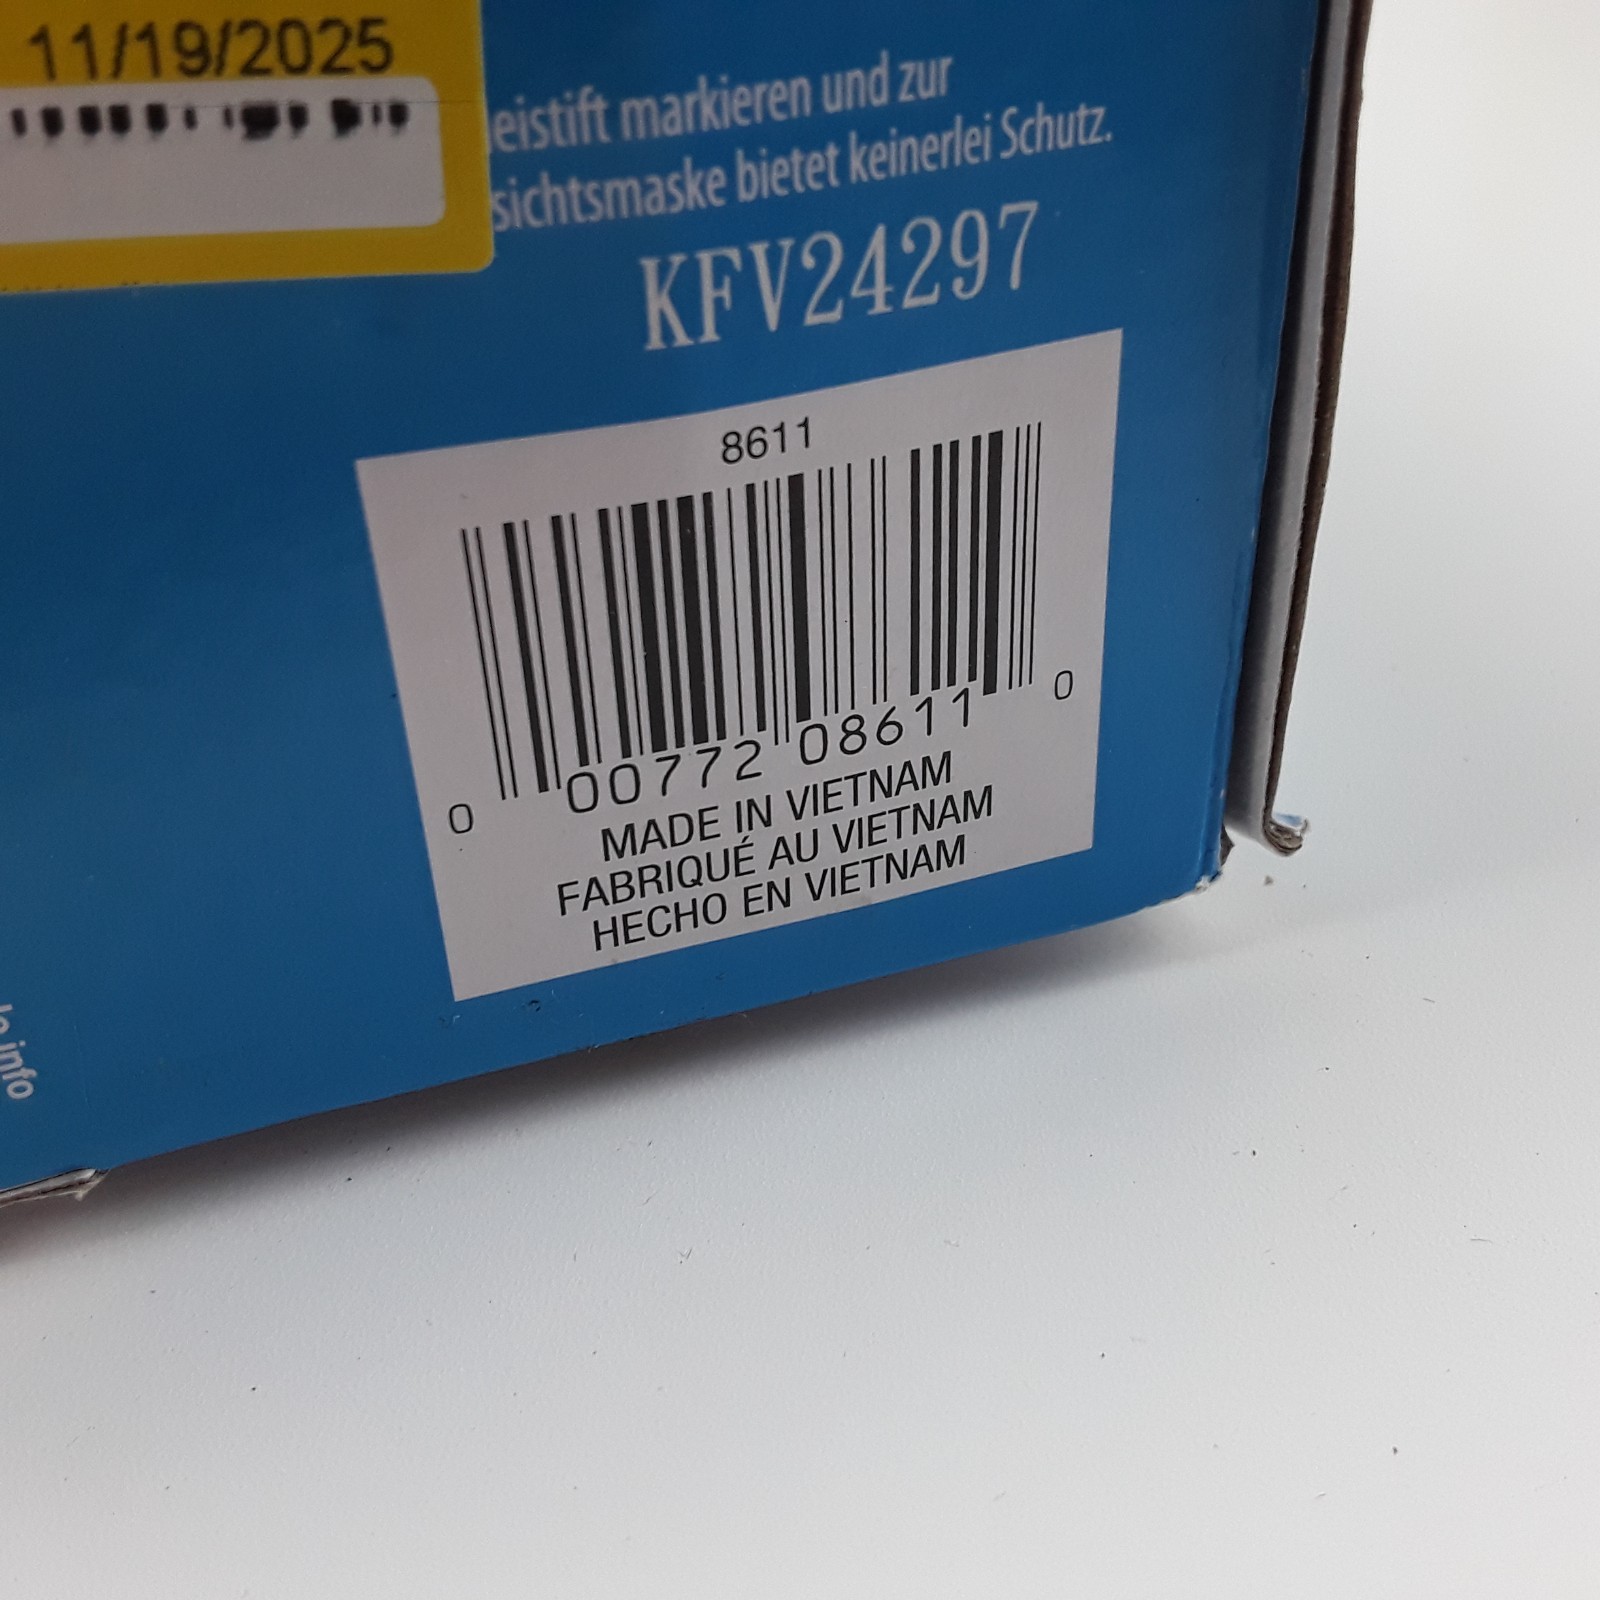 11/19/2025
eistift markieren und zur
sichtsmaske bietet keinerlei Schutz.
KFV24297
8611
0 00772 08611 0
MADE IN VIETNAM
FABRIQUÉ AU VIETNAM
HECHO EN VIETNAM
info